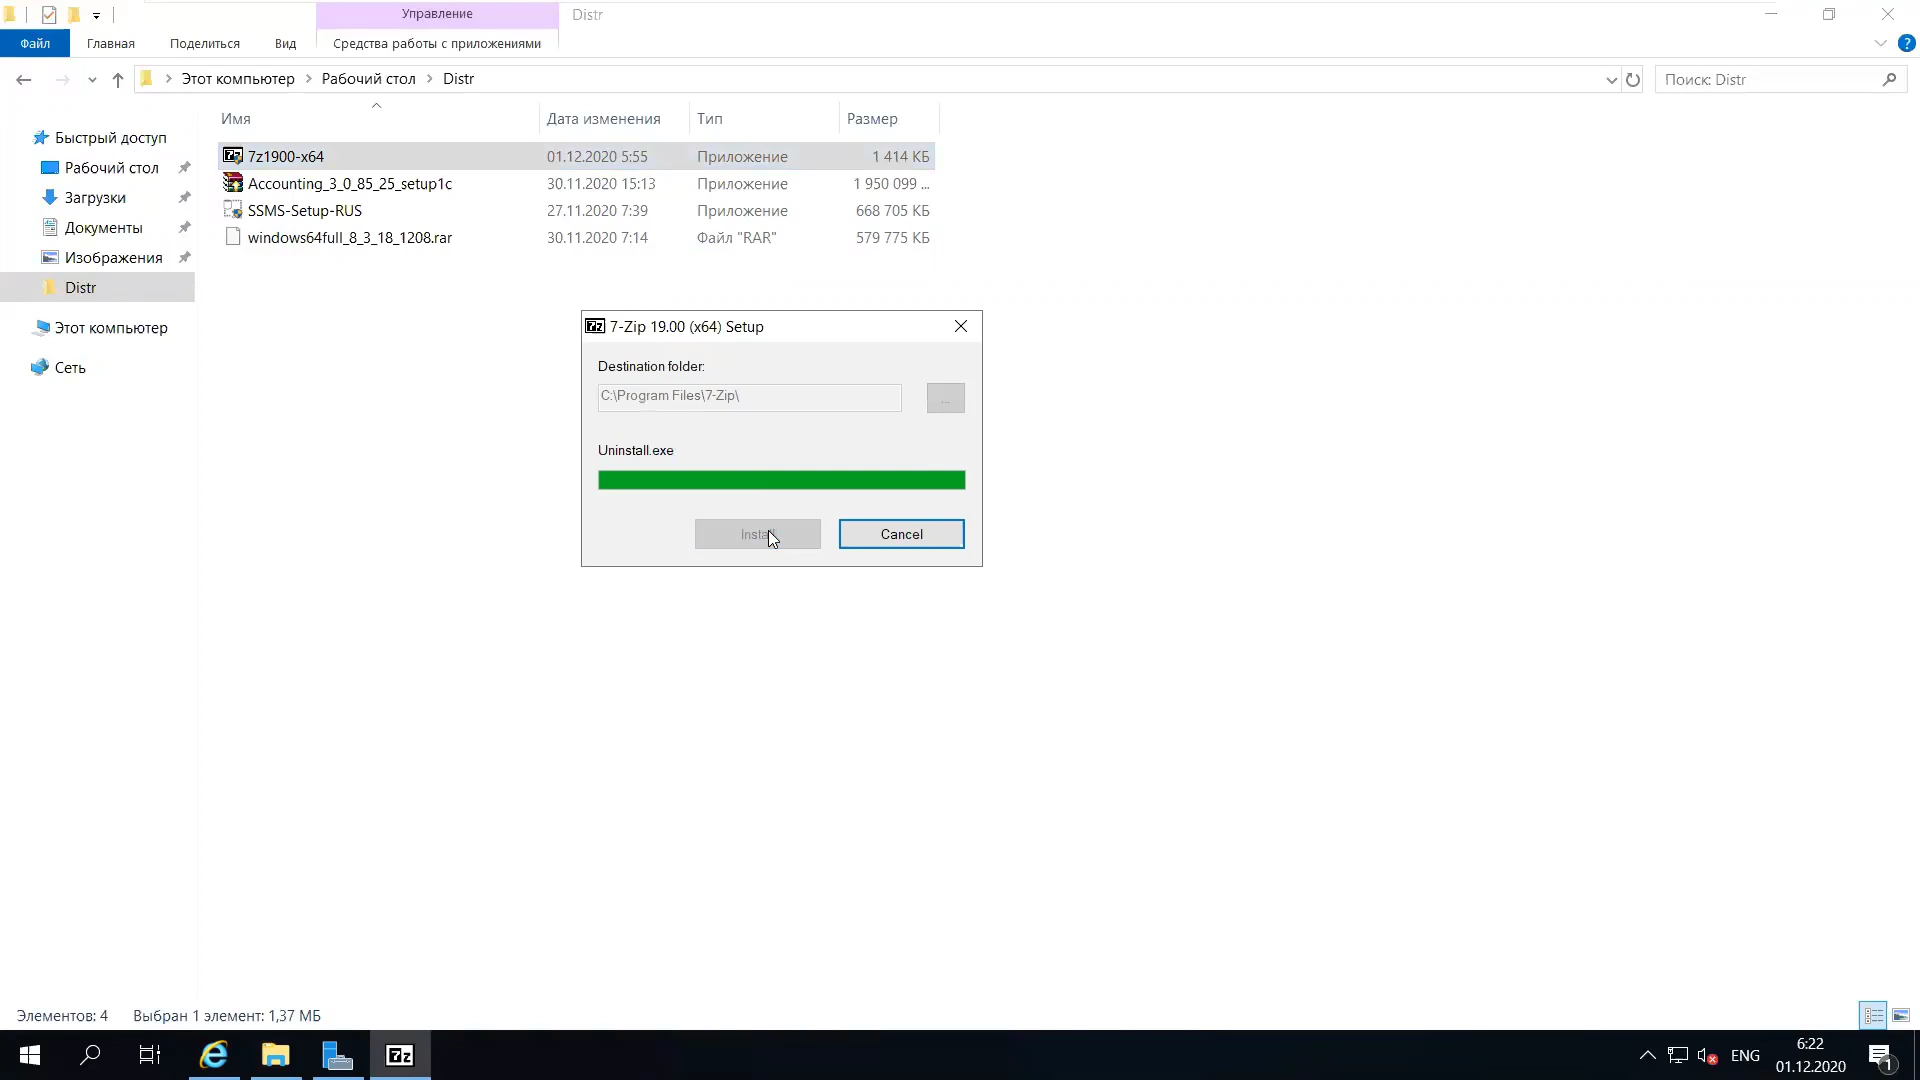 Управление
Distr
Файл
Главная
Поделиться
Вид
Средства работы с приложениями
Этот компьютер
Рабочий стол
Distr
Поиск: Distr
Имя
Дата изменения
Тип
Размер
7z1900-x64
01.12.2020 5:55
Приложение
1 414 КБ
Accounting_3_0_85_25_setup1c
30.11.2020 15:13
Приложение
1 950 099 ...
SSMS-Setup-RUS
27.11.2020 7:39
Приложение
668 705 КБ
windows64full_8_3_18_1208.rar
30.11.2020 7:14
Файл "RAR"
579 775 КБ
Быстрый доступ
Рабочий стол
Загрузки
Документы
Изображения
Distr
Этот компьютер
Сеть
7z
7-Zip 19.00 (x64) Setup
Destination folder:
C:\Program Files\7-Zip\
...
Uninstall.exe
Install
Cancel
Элементов: 4
Выбран 1 элемент: 1,37 МБ
7z
ENG
6:22
01.12.2020
1